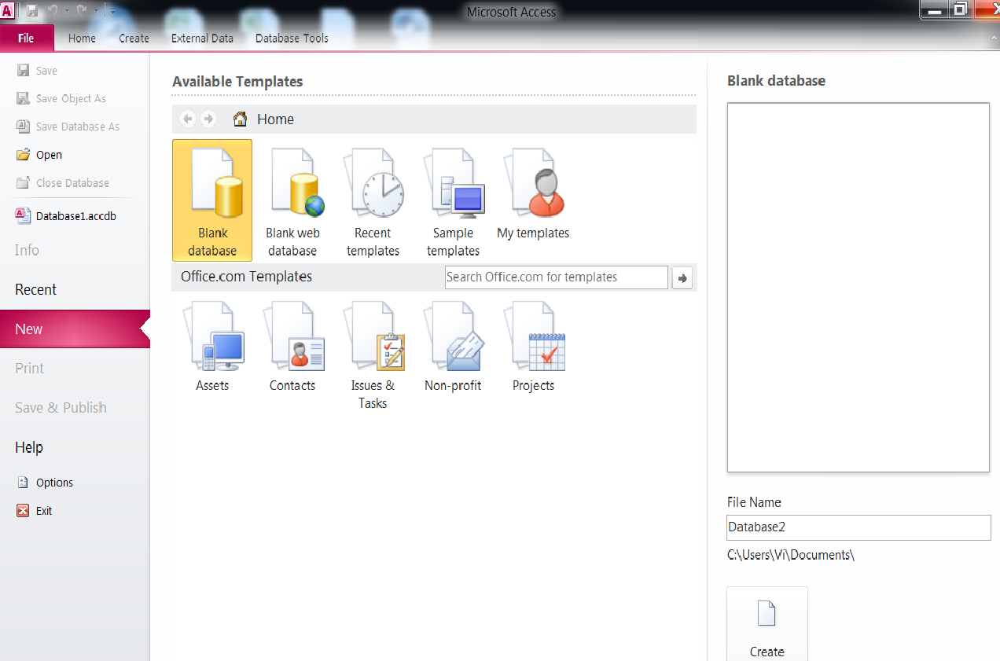 Microsoft Access
File Home Create External Data Database Tools
Save
Save Object As
Save Database As
Open
Close Database
Database1.accdb
Info
Recent
New
Print
Save & Publish
Help
Options
Exit
Available Templates
Home
Blank
database
Blank web
database
Recent
templates
Sample
templates
My templates
Office.com Templates
Search Office.com for templates
Assets
Contacts
Issues &
Tasks
Non-profit
Projects
Blank database
File Name
Database2
C:\Users\Vi\Documents\
Create